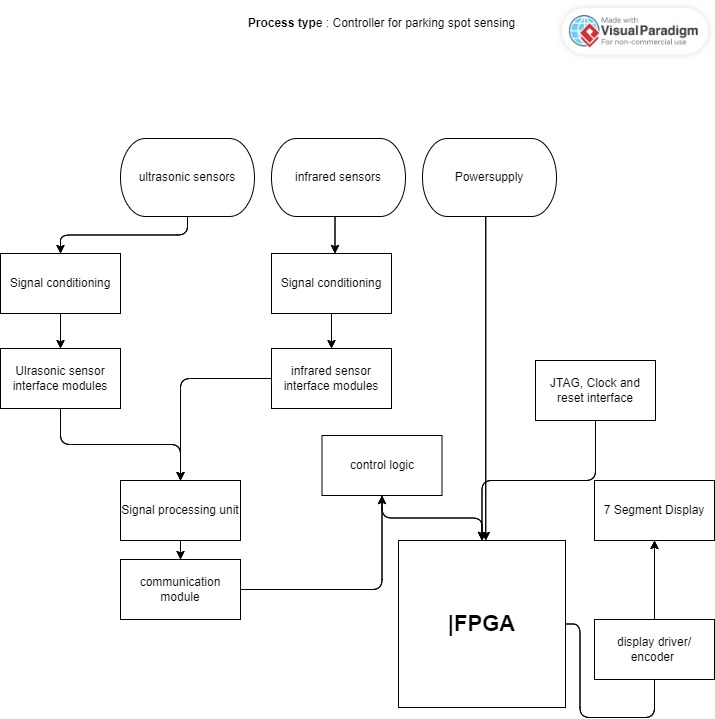 Process type : Controller for parking spot sensing
Made with
VisualParadigm
For non-commercial use
ultrasonic sensors
infrared sensors
Powersupply
Signal conditioning
Signal conditioning
Ulrasonic sensor
interface modules
infrared sensor
interface modules
JTAG, Clock and
reset interface
control logic
Signal processing unit
7 Segment Display
communication
module
|FPGA
display driver/
encoder